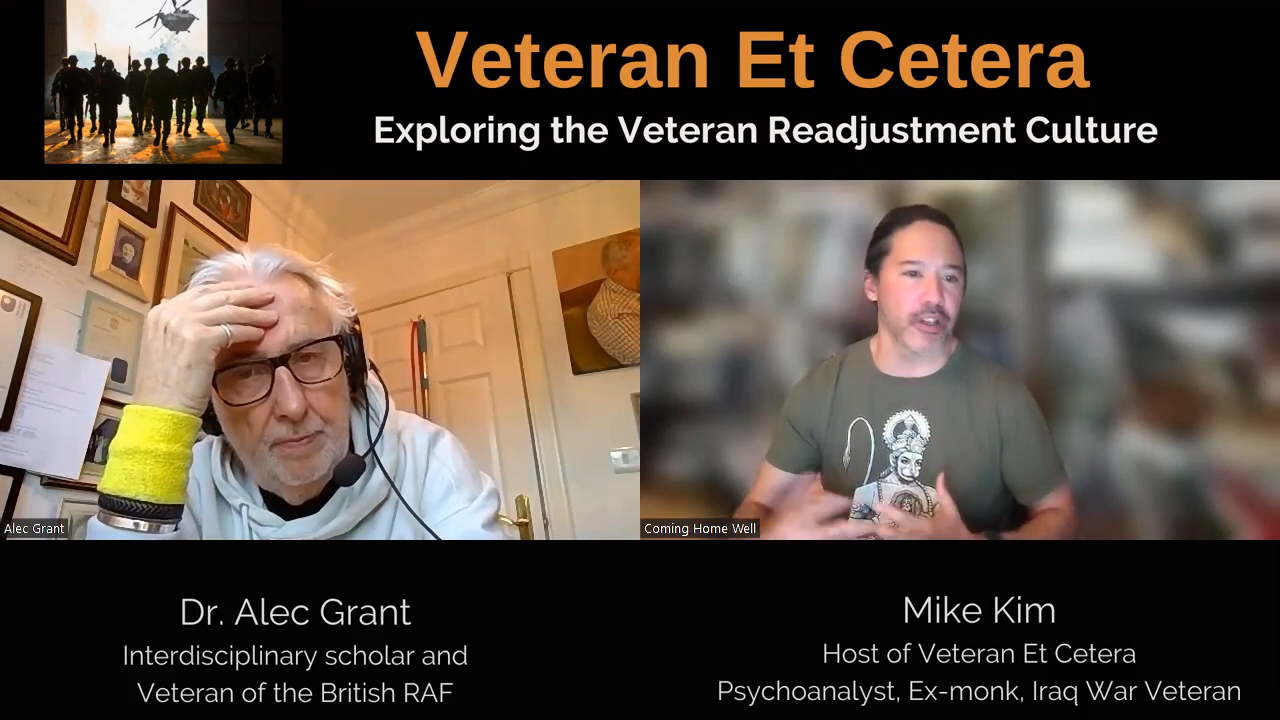 Veteran Et Cetera
Exploring the Veteran Readjustment Culture
Alec Grant
Coming Home Well
Dr. Alec Grant
Interdisciplinary scholar and
Veteran of the British RAF
Mike Kim
Host of Veteran Et Cetera
Psychoanalyst, Ex-monk, Iraq War Veteran